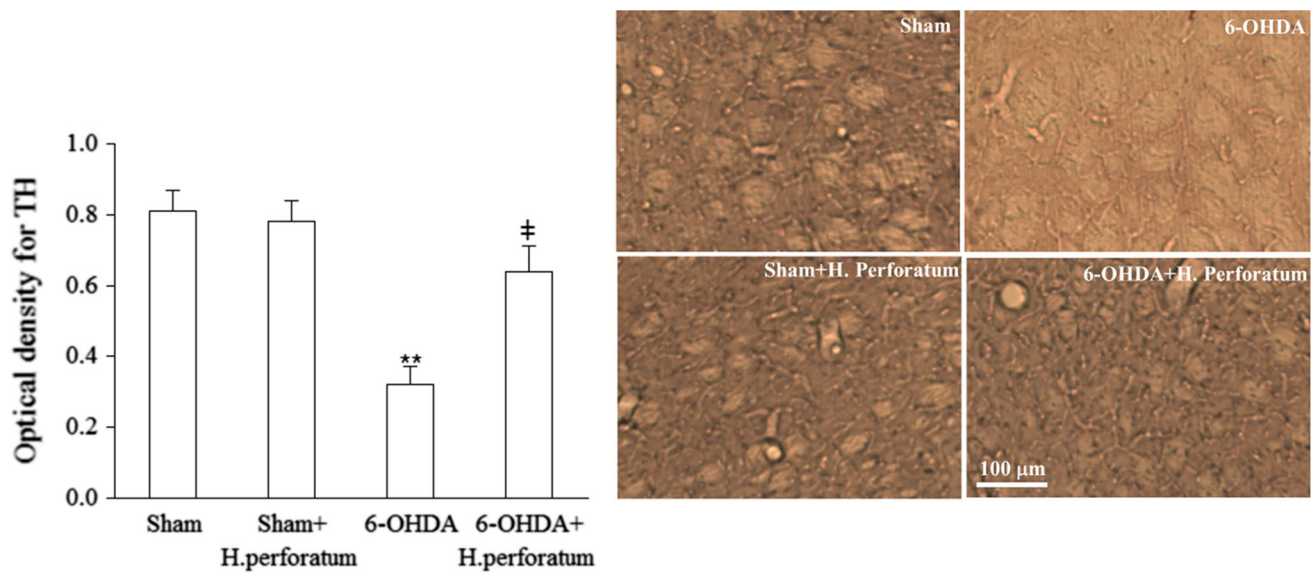 Optical density for TH
1.0
0.8
0.6
0.4
0.2
0.0
**
ǂ
Sham
Sham+
H.perforatum
6-OHDA
6-OHDA+
H.perforatum
Sham
6-OHDA
Sham+H. Perforatum
6-OHDA+H. Perforatum
100 μm